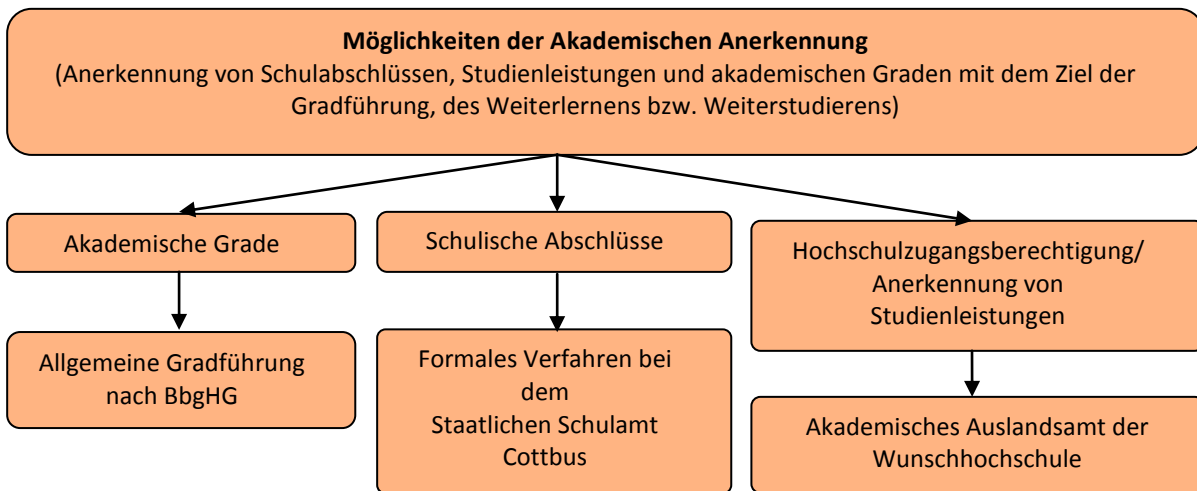 Möglichkeiten der Akademischen Anerkennung
(Anerkennung von Schulabschlüssen, Studienleistungen und akademischen Graden mit dem Ziel der
Gradführung, des Weiterlernens bzw. Weiterstudierens)
Akademische Grade
Schulische Abschlüsse
Hochschulzugangsberechtigung/
Anerkennung von
Studienleistungen
Allgemeine Gradführung
nach BbgHG
Formales Verfahren bei
dem
Staatlichen Schulamt
Cottbus
Akademisches Auslandsamt der
Wunschhochschule